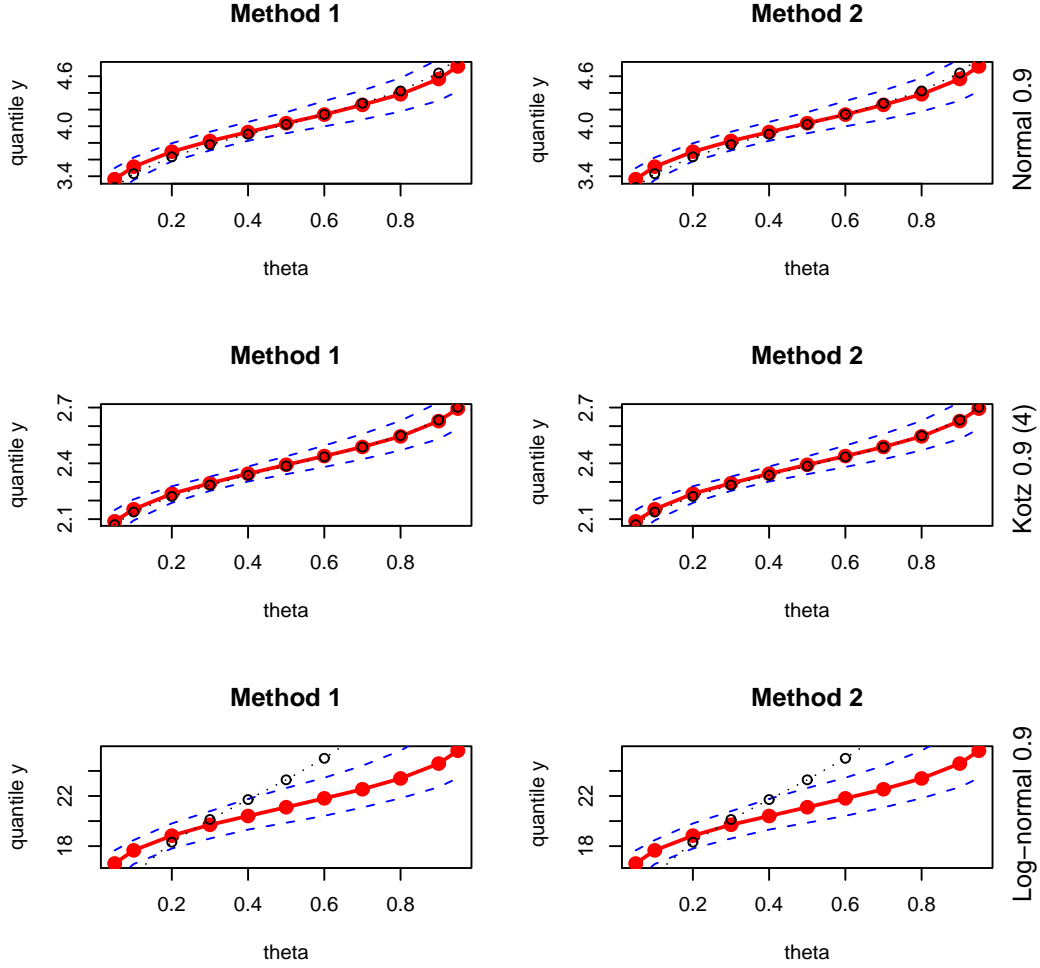 Method 1
Method 2
quantile y
3.4 4.0 4.6
0.2 0.4 0.6 0.8
theta
quantile y
3.4 4.0 4.6
0.2 0.4 0.6 0.8
theta
Normal 0.9
Method 1
Method 2
quantile y
2.1 2.4 2.7
0.2 0.4 0.6 0.8
theta
quantile y
2.1 2.4 2.7
0.2 0.4 0.6 0.8
theta
Kotz 0.9 (4)
Method 1
Method 2
quantile y
18 22
0.2 0.4 0.6 0.8
theta
quantile y
18 22
0.2 0.4 0.6 0.8
theta
Log−normal 0.9